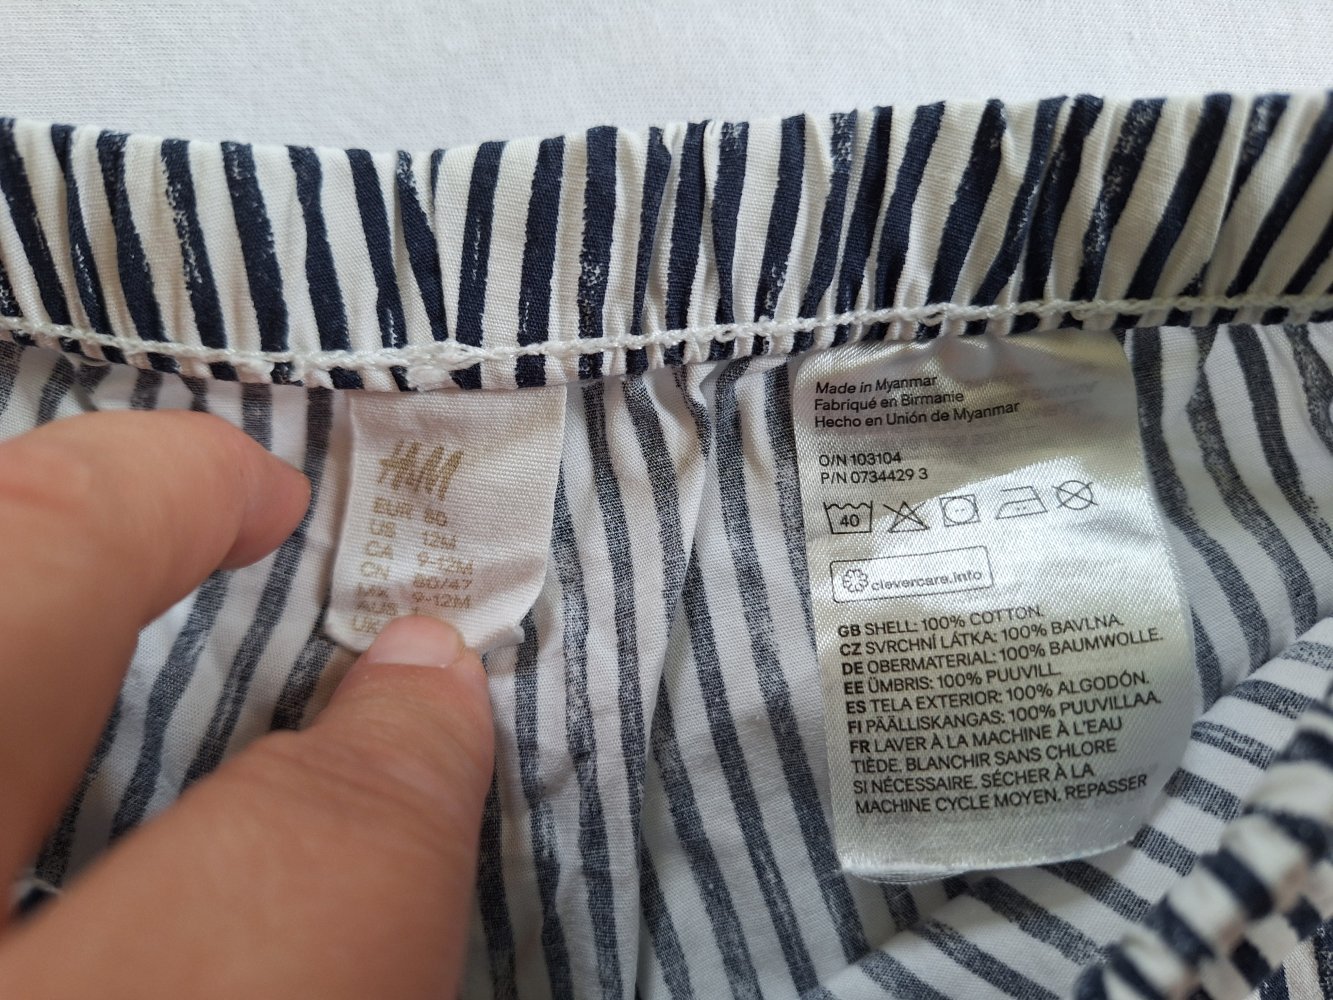 H&M
EUR 80
US 12M
CA 9-12M
CN 80/47
MX 9-12M
AUS 1
UK
Made in Myanmar
Fabriqué en Birmanie
Hecho en Unión de Myanmar
O/N 103104
P/N 0734429 3
40
clevercare.info
GB SHELL: 100% COTTON.
CZ SVRCHNÍ LÁTKA: 100% BAVLNA.
DE OBERMATERIAL: 100% BAUMWOLLE.
EE ÜMBRIS: 100% PUUVILL.
ES TELA EXTERIOR: 100% ALGODÓN.
FI PÄÄLLISKANGAS: 100% PUUVILLAA.
FR LAVER À LA MACHINE À L'EAU
TIÈDE, BLANCHIR SANS CHLORE
SI NÉCESSAIRE, SÉCHER À LA
MACHINE CYCLE MOYEN, REPASSER